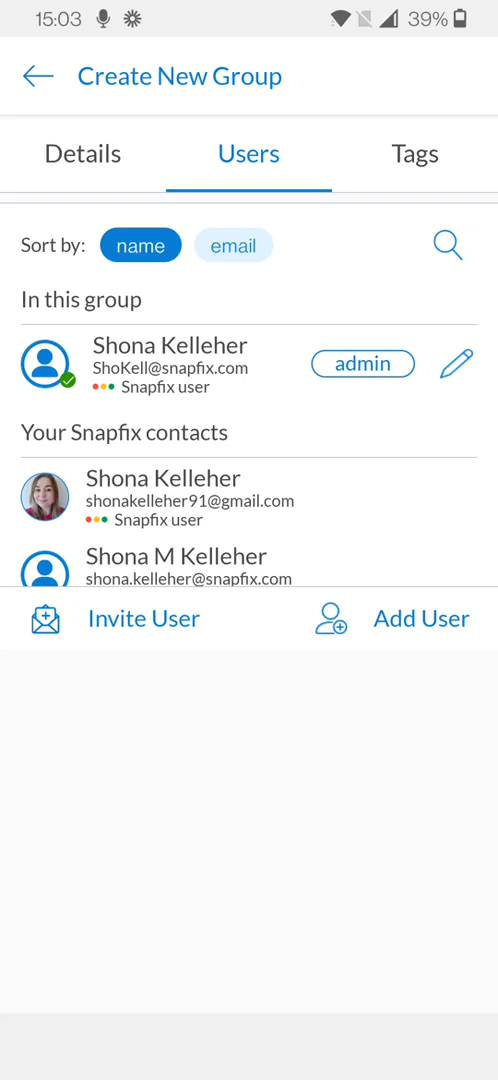 15:03 39%
Create New Group
Details Users Tags
Sort by: name email
In this group
Shona Kelleher
ShoKell@snapfix.com
Snapfix user
admin
Your Snapfix contacts
Shona Kelleher
shonakelleher91@gmail.com
Snapfix user
Shona M Kelleher
shona.kelleher@snapfix.com
Invite User Add User